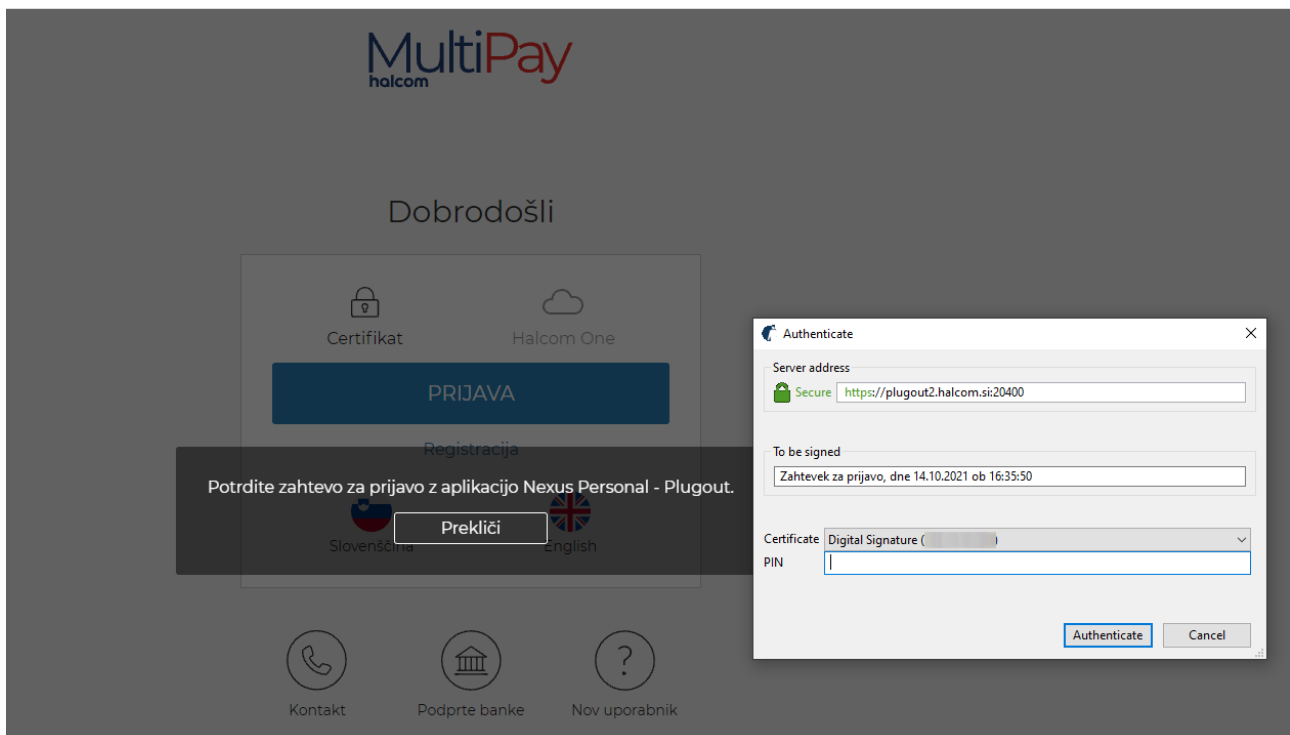 MultiPay
halcom
Dobrodošli
Certifikat
Halcom One
PRIJAVA
Registracija
Potrdite zahtevo za prijavo z aplikacijo Nexus Personal - Plugout.
Prekliči
Slovenščina
English
Kontakt
Podprte banke
Nov uporabnik
Authenticate
Server address
Secure https://plugout2.halcom.si:20400
To be signed
Zahtevek za prijavo, dne 14.10.2021 ob 16:35:50
Certificate Digital Signature ( )
PIN
Authenticate
Cancel